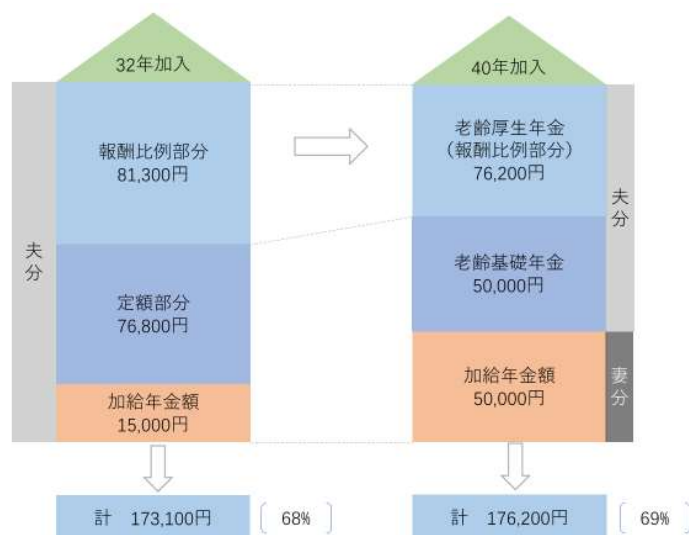 32年加入
夫分
報酬比例部分
81,300円
定額部分
76,800円
加給年金額
15,000円
計 173,100円
68%
40年加入
老齢厚生年金
（報酬比例部分）
76,200円
老齢基礎年金
50,000円
加給年金額
50,000円
夫分
妻分
計 176,200円
69%